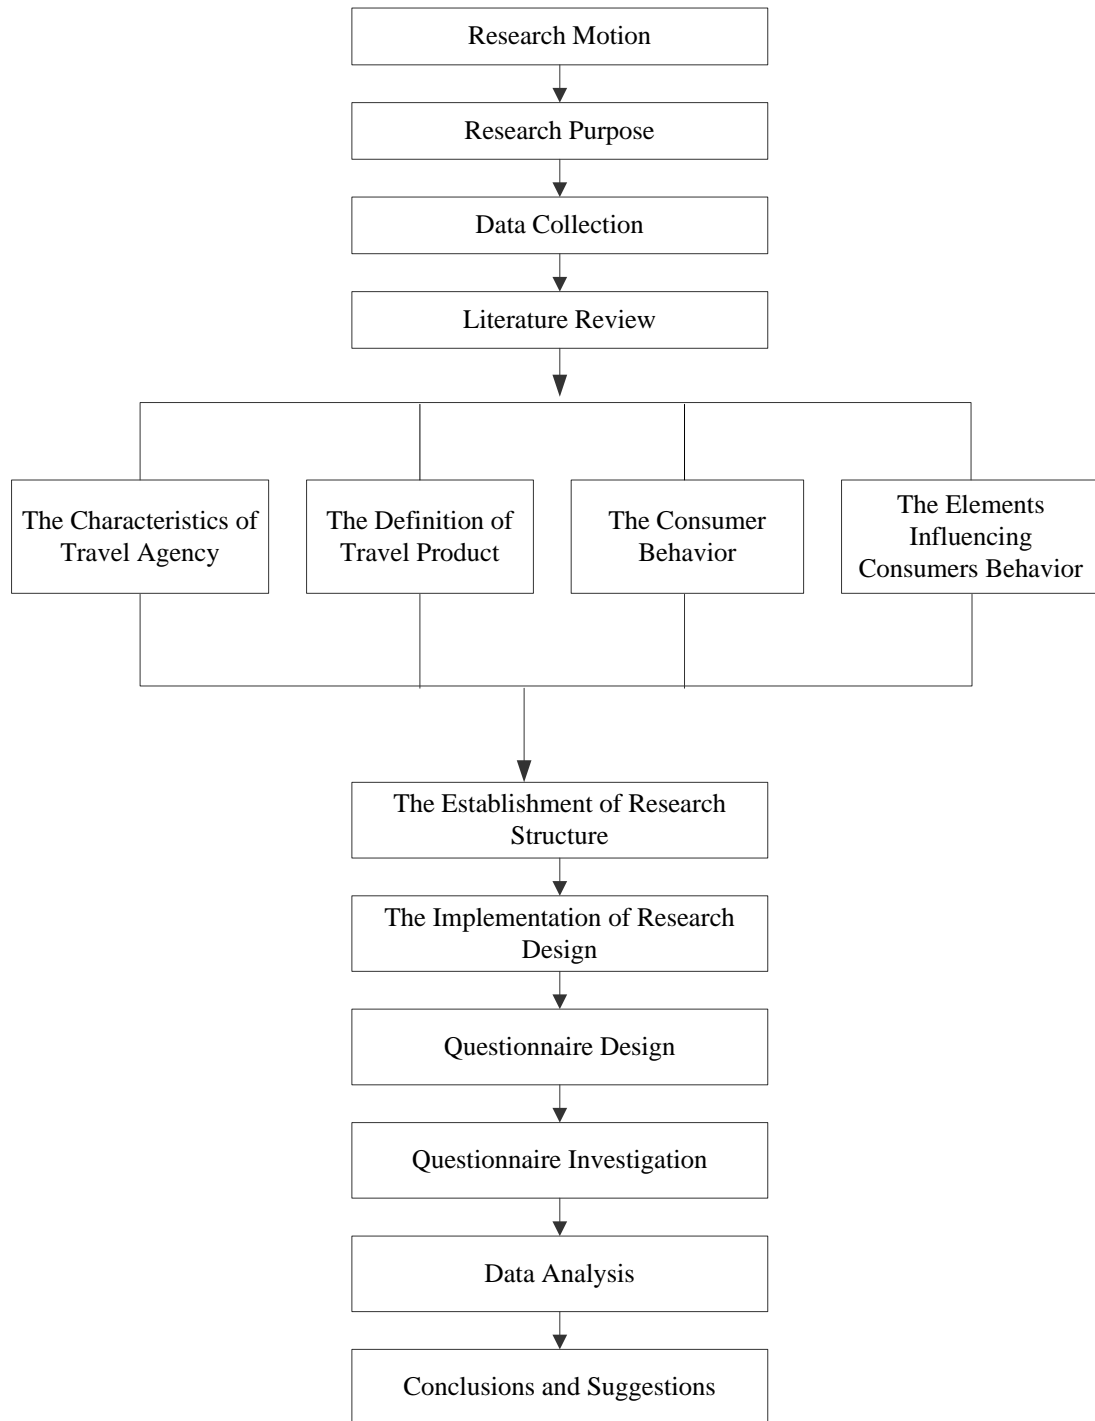 Research Motion
Research Purpose
Data Collection
Literature Review
The Characteristics of
Travel Agency
The Definition of
Travel Product
The Consumer
Behavior
The Elements
Influencing
Consumers Behavior
The Establishment of Research
Structure
The Implementation of Research
Design
Questionnaire Design
Questionnaire Investigation
Data Analysis
Conclusions and Suggestions